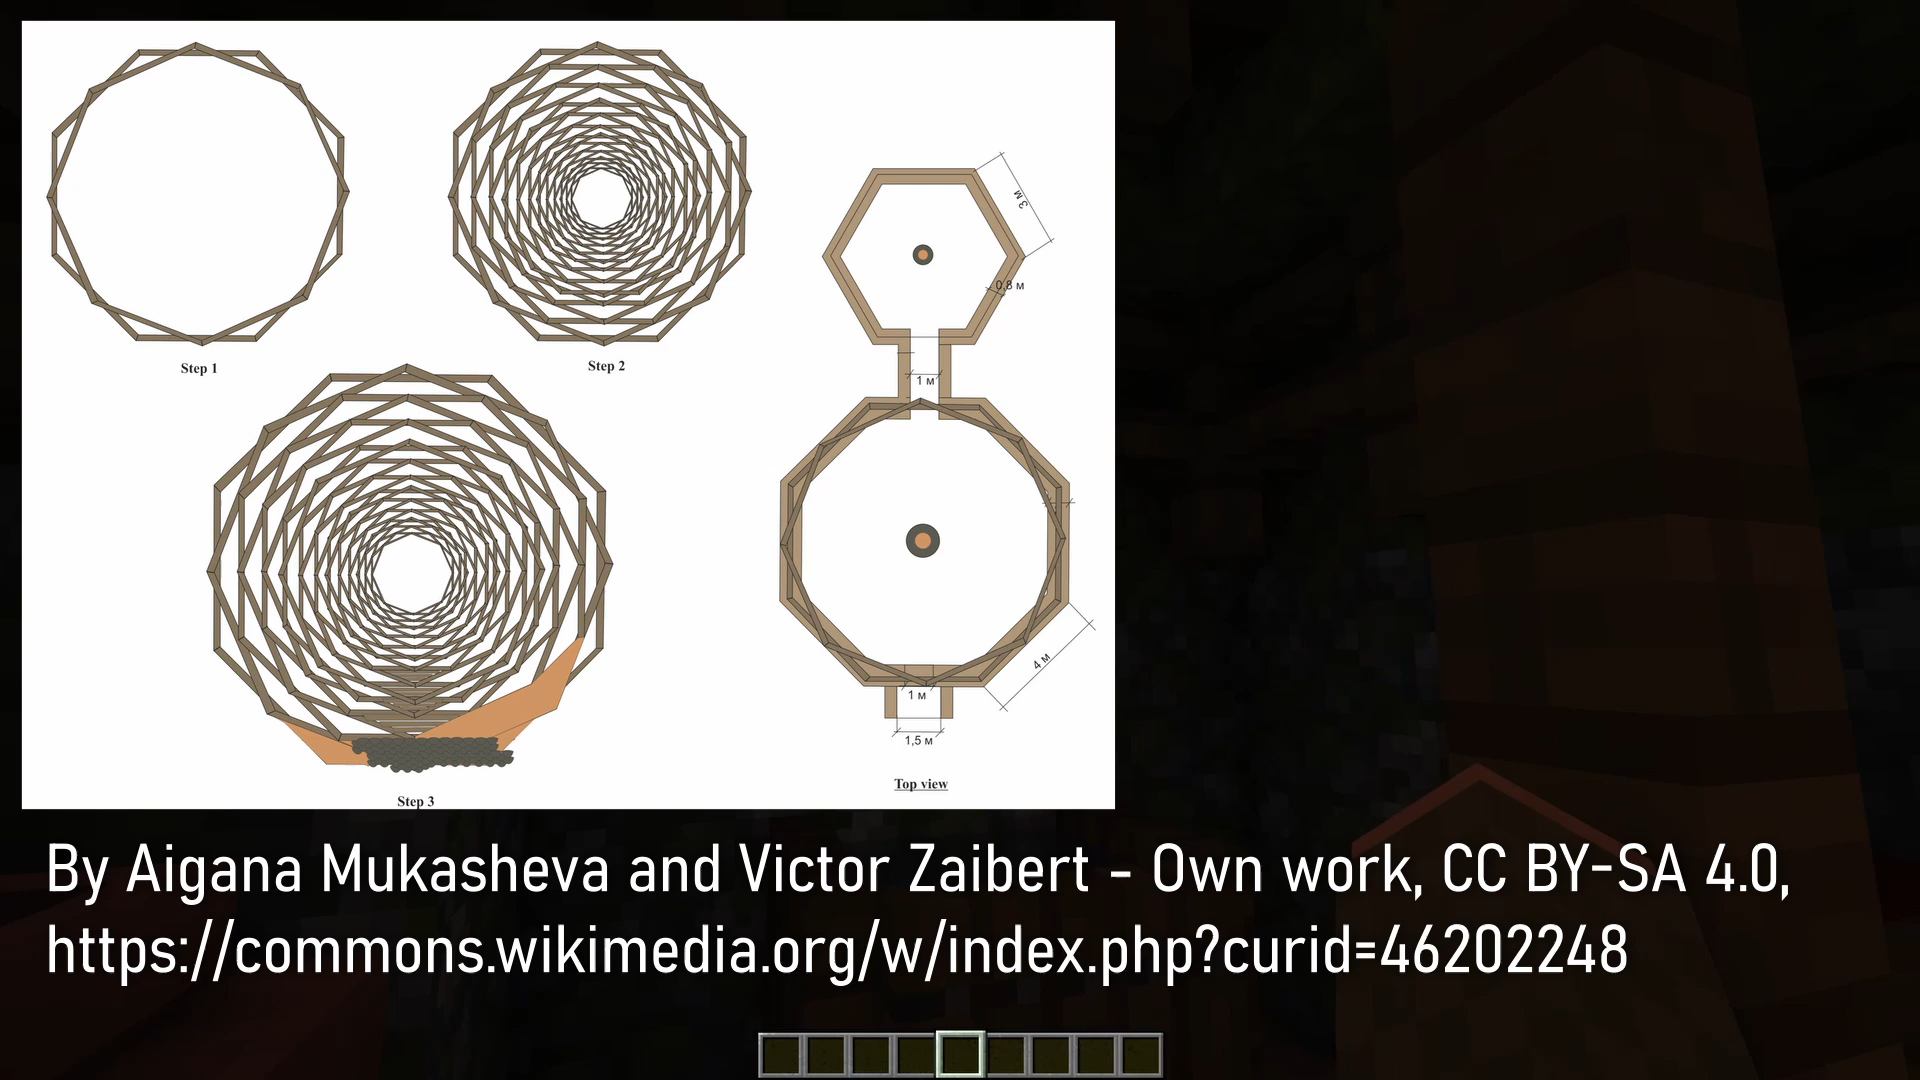 Step 1
Step 2
3 м
0,8 м
1 м
4 м
1 м
1,5 м
Top view
Step 3
By Aigana Mukasheva and Victor Zaibert - Own work, CC BY-SA 4.0,
https://commons.wikimedia.org/w/index.php?curid=46202248